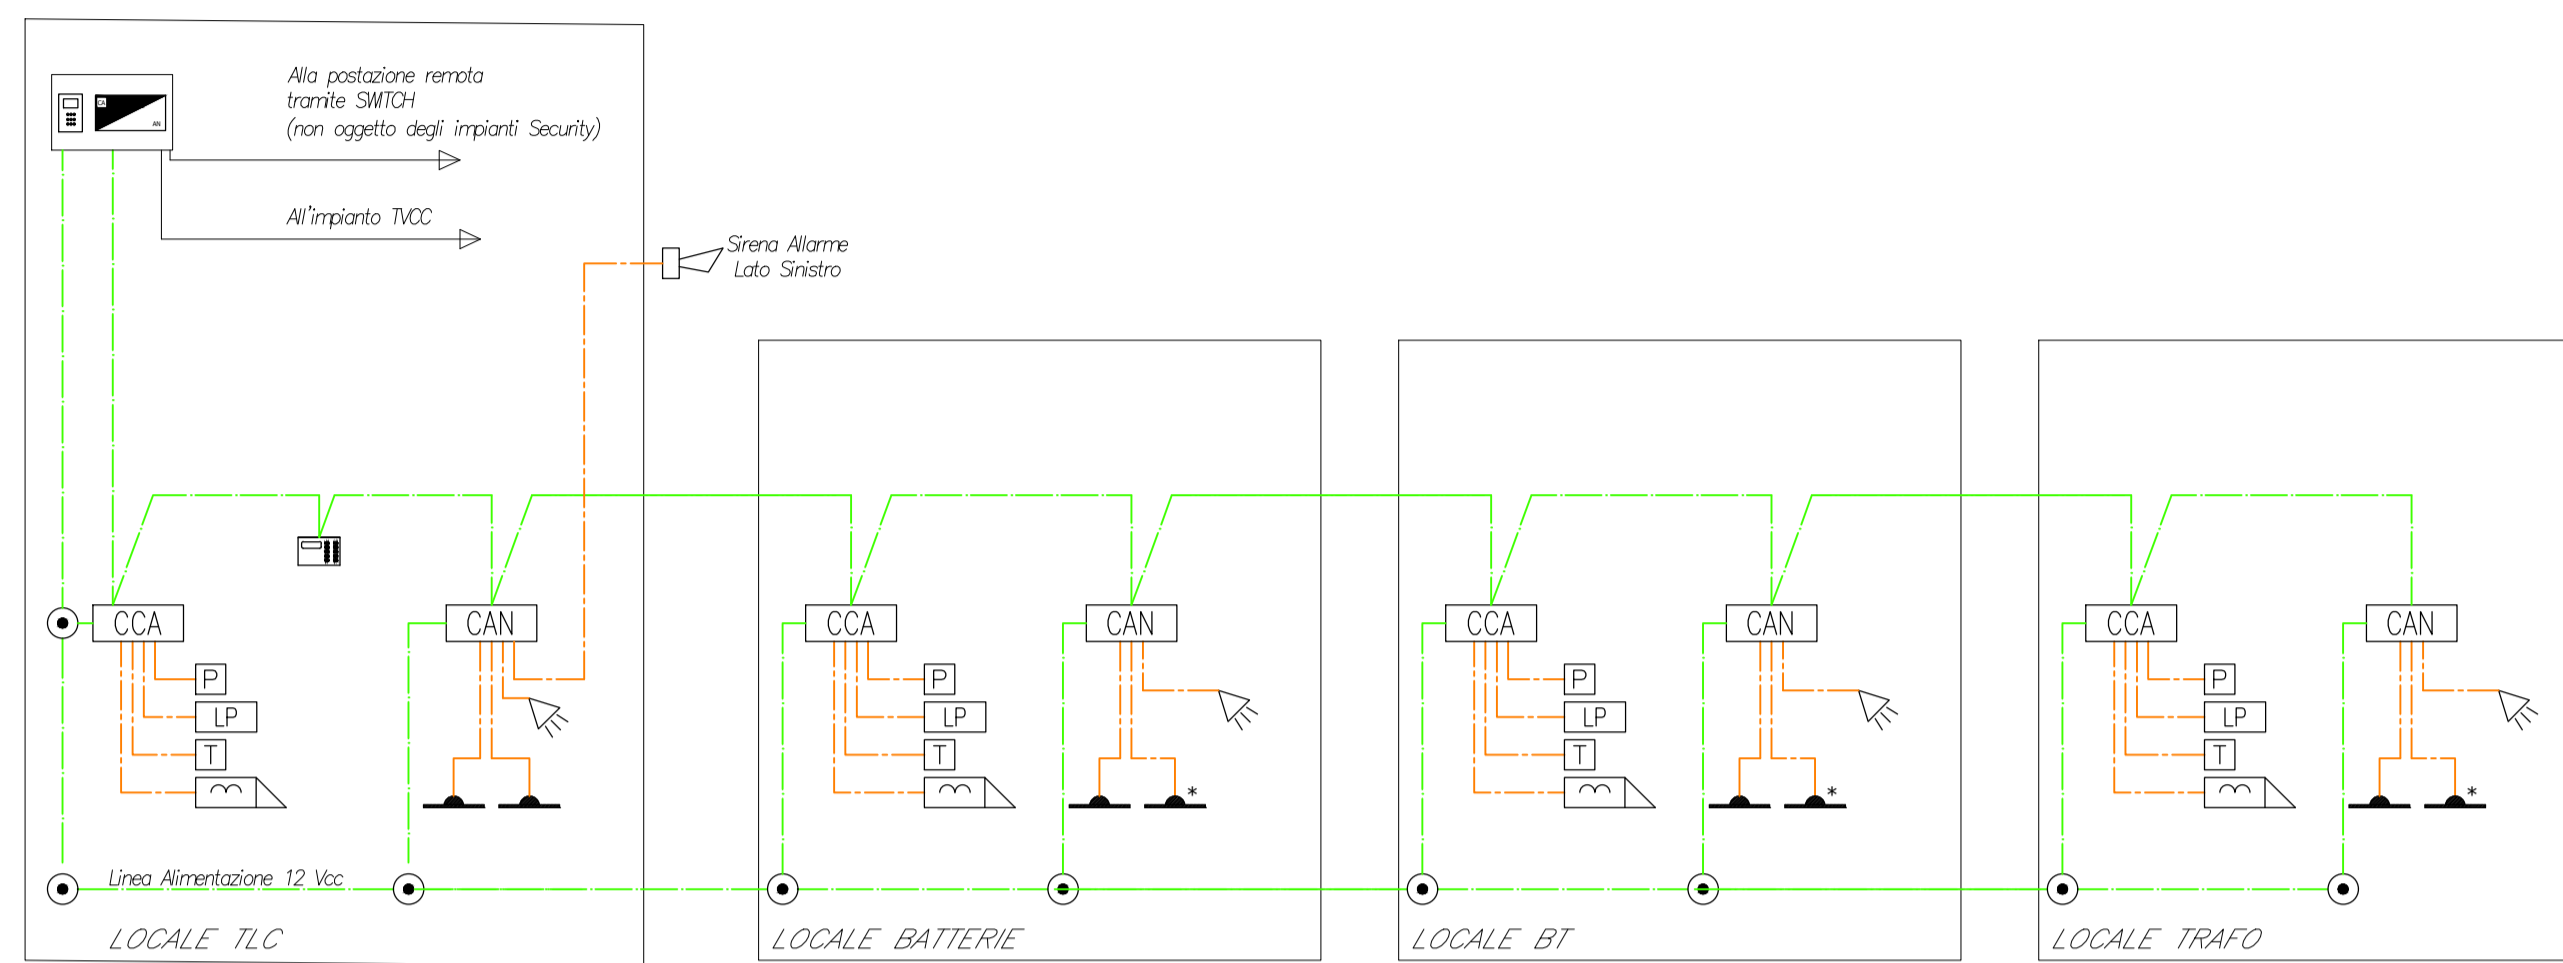 Alla postazione remota
tramite SWITCH
(non oggetto degli impianti Security)
CA
AN
All'impianto TVCC
Sirena Allarme
Lato Sinistro
CCA
CAN
P
LP
T
Linea Alimentazione 12 Vcc
LOCALE TLC
CCA
CAN
P
LP
T
*
LOCALE BATTERIE
CCA
CAN
P
LP
T
*
LOCALE BT
CCA
CAN
P
LP
T
*
LOCALE TRAFO